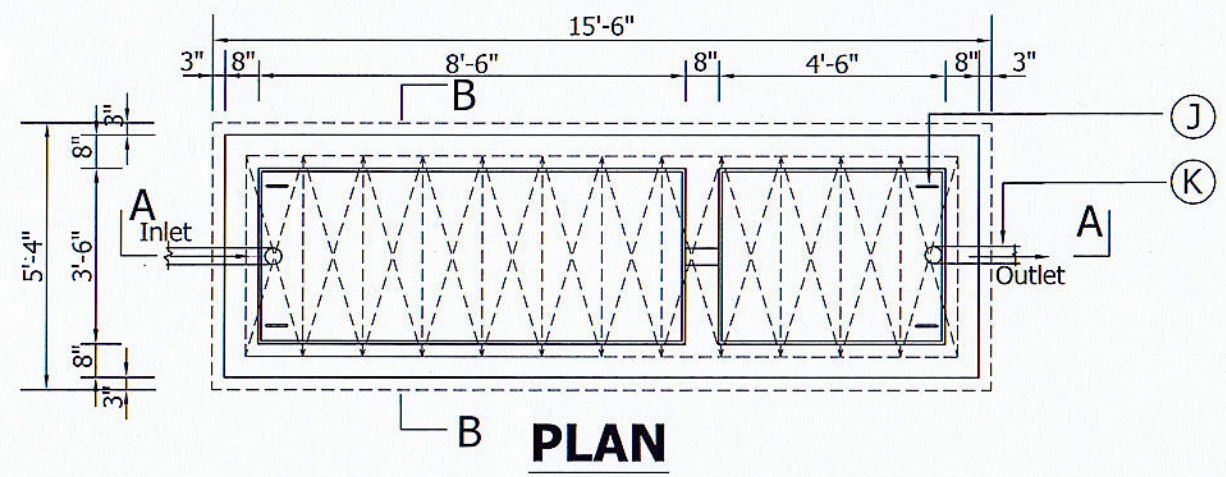 15'-6"
3" 8" 8'-6" 8" 4'-6" 8" 3"
B
J
3"
8"
K
A
Inlet
A
5'-4"
3'-6"
Outlet
8"
3"
B
PLAN